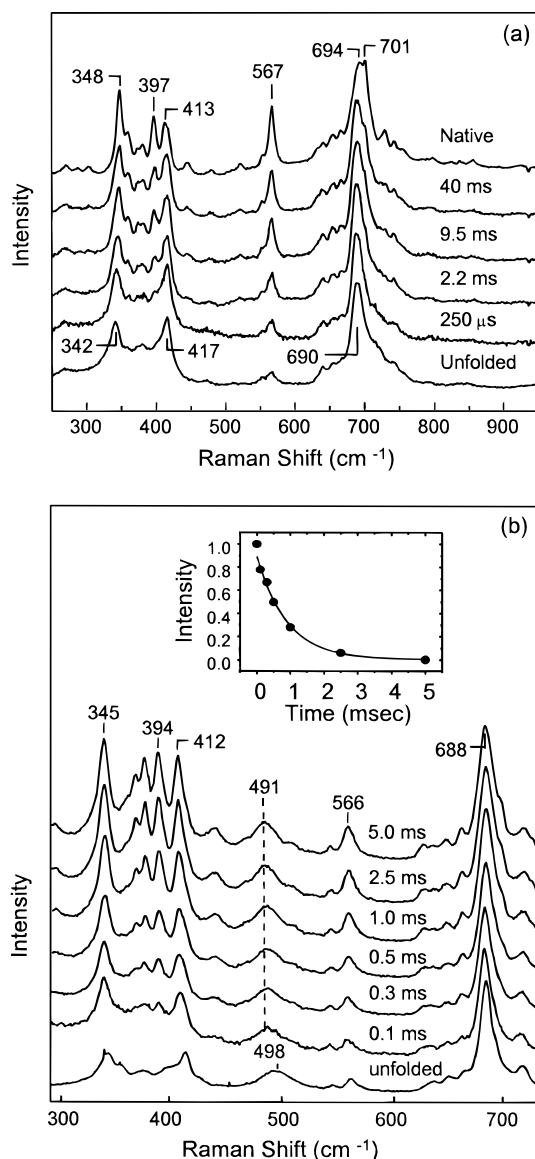 (a)
694 701
348
397
567
413
Native
40 ms
9.5 ms
2.2 ms
250 µs
342
417
690
Unfolded
Intensity
300 400 500 600 700 800 900
Raman Shift (cm -1)
(b)
1.0
0.8
0.6
0.4
0.2
0.0
Intensity
0 1 2 3 4 5
Time (msec)
345
394
412
491
566
688
5.0 ms
2.5 ms
1.0 ms
0.5 ms
0.3 ms
0.1 ms
498
unfolded
Intensity
300 400 500 600 700
Raman Shift (cm -1)